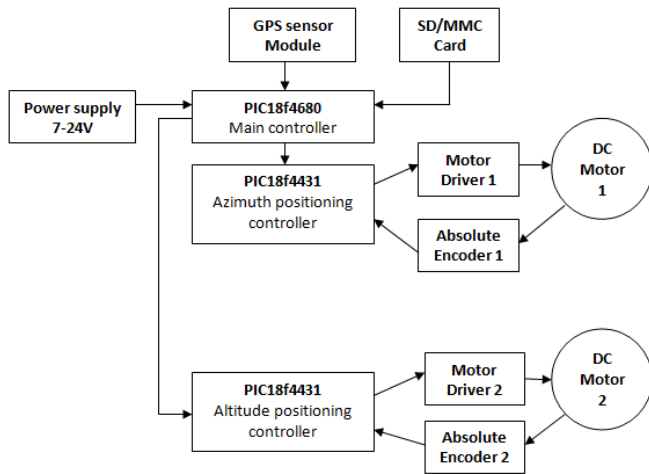 GPS sensor
Module
SD/MMC
Card
Power supply
7-24V
PIC18f4680
Main controller
PIC18f4431
Azimuth positioning
controller
Motor
Driver 1
DC
Motor
1
Absolute
Encoder 1
PIC18f4431
Altitude positioning
controller
Motor
Driver 2
DC
Motor
2
Absolute
Encoder 2